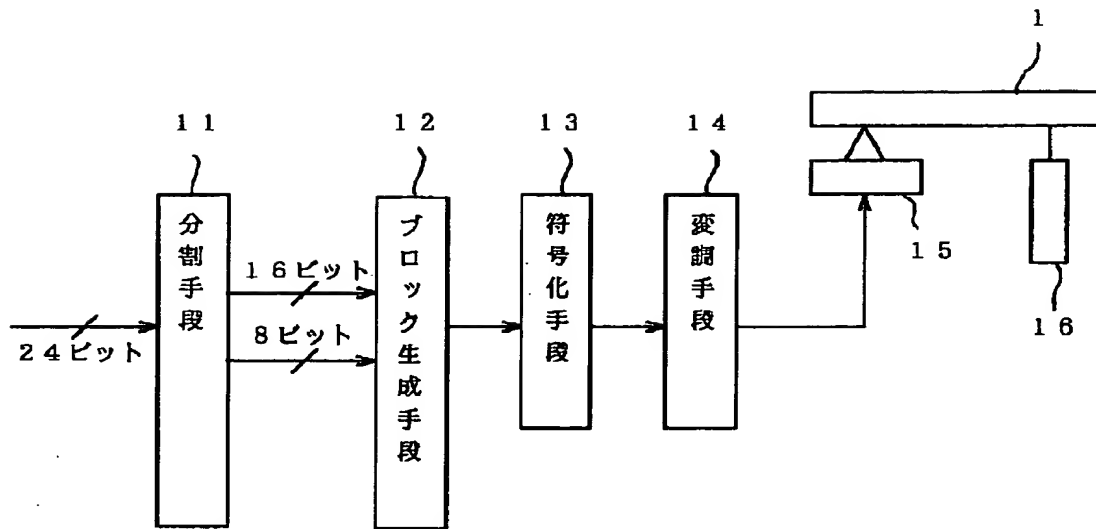 1
11
12
13
14
分割手段
ブロック生成手段
符号化手段
変調手段
15
16ビット
16
24ビット
8ビット